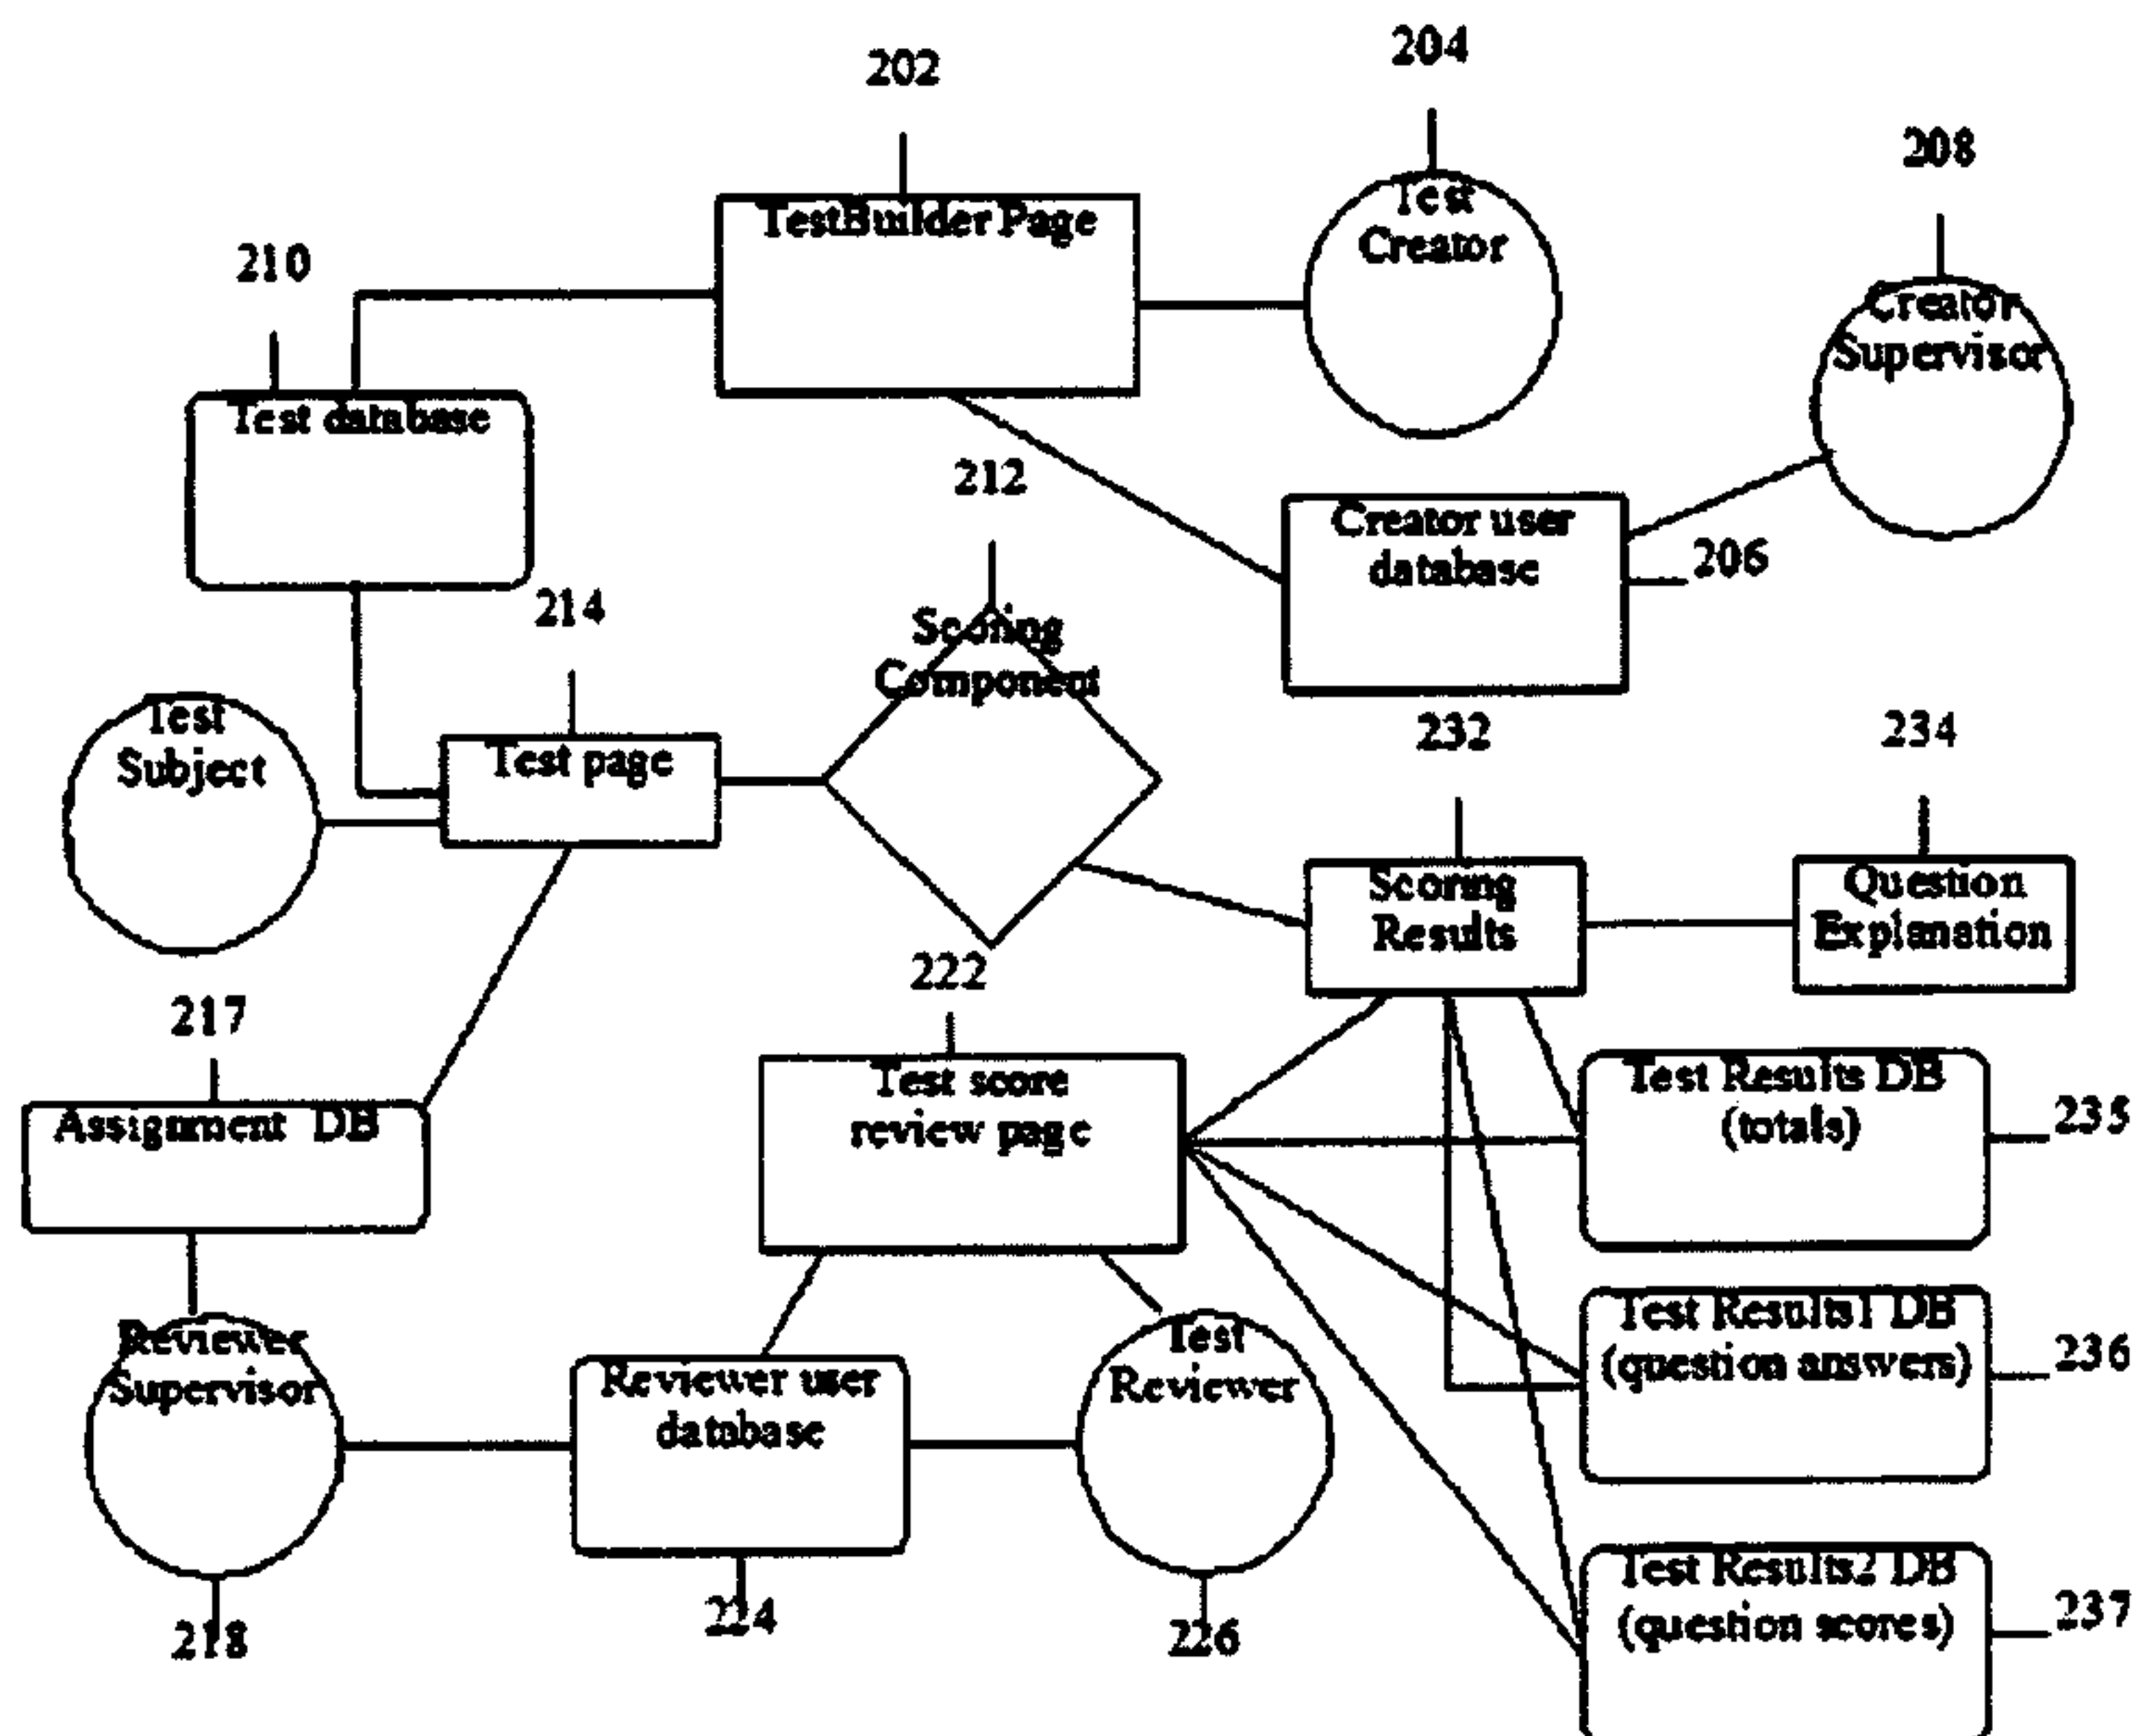 202
204
208
210
TestBuilder Page
Test
Creator
Creator
Supervisor
Test database
212
Creator user
database
206
214
Scoring
Component
232
234
Test
Subject
Test page
Scoring
Results
Question
Explanation
222
217
Test score
review page
Test Results DB
(totals)
235
Assignment DB
Test Results1 DB
(question answers)
236
Reviewer
Supervisor
Reviewer user
database
Test
Reviewer
Test Results2 DB
(question scores)
237
218
224
226